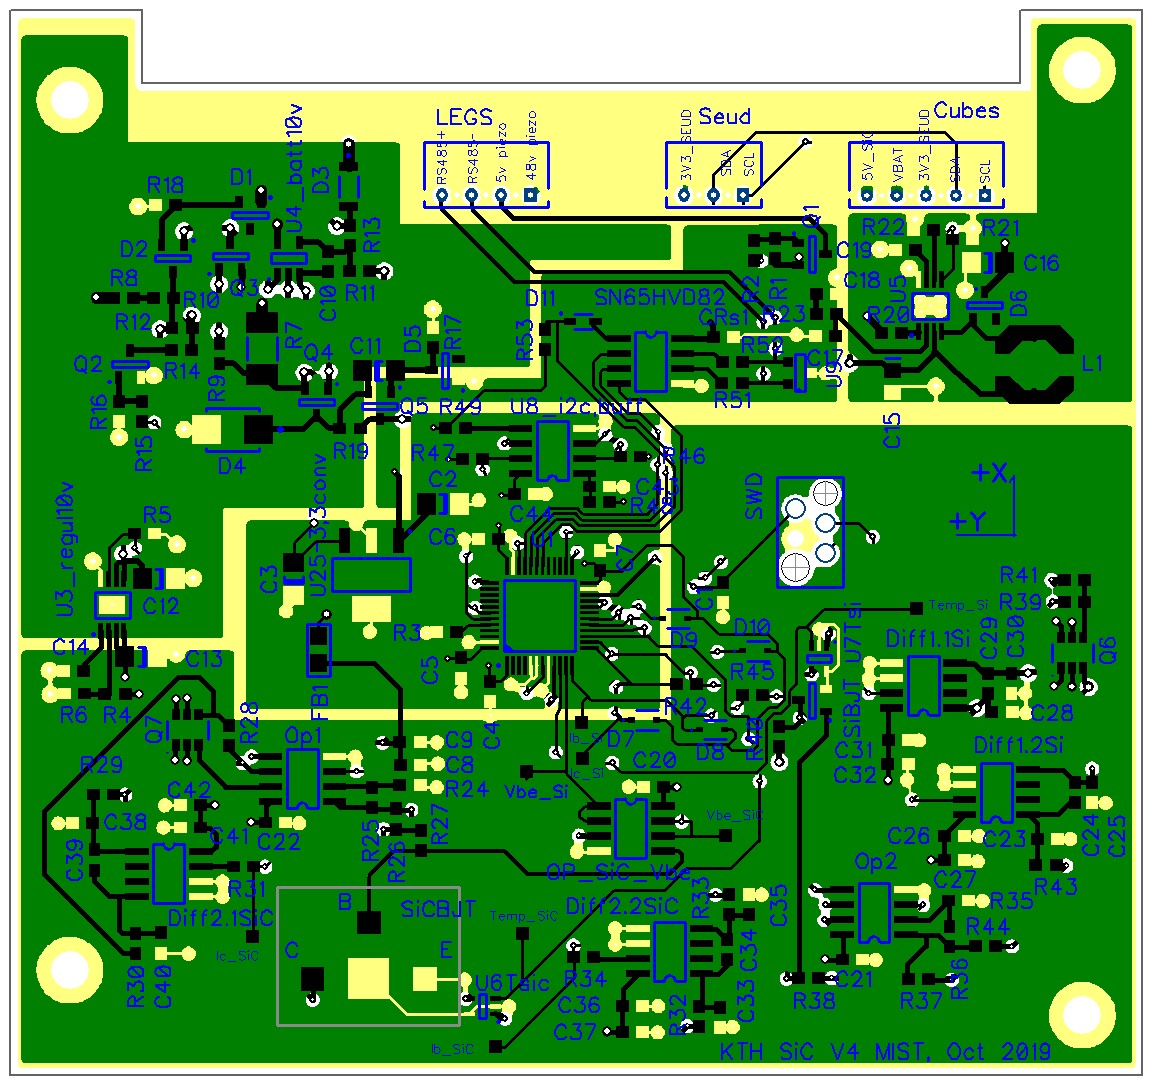 LEGS
Seud
Cubes
RS485+
RS485-
5v piezo
48v piezo
3V3_SEUD
SDA
SCL
5V_SiC
VBAT
3V3_SEUD
SDA
SCL
R18
D1
U4_batt10v
D3
D2
Q3
R13
R8
R10
C10
R11
R12
Q2
R14
R9
R7
Q4
C11
D5
R17
R16
R15
D4
R19
Q5
R49
D11
R53
SN65HVD82
CRs1
R52
R51
R2
R1
Q1
C19
C18
R23
C17
U9
R22
R21
U5
R20
C16
D6
L1
C15
U8_i2c.buff
R47
R46
C43
R48
C44
C2
C6
U1
C7
U25-3,3conv
C3
SWD
+X
+Y
R5
U3_regul10v
C12
C14
C13
R6
R4
FB1
R3
C5
C4
C1
D9
D10
R45
R42
D7
D8
R40
Temp_Si
U7Tsi
SiBJT
Diff1.1Si
C29
C30
R41
R39
Q6
C28
C31
C32
Diff1.2Si
Q7
R28
Op1
C9
C8
R24
Ib_Si
Ic_Si
Vbe_Si
C20
Vbe_SiC
R29
C42
C38
C41
C22
R25
R27
R26
C39
R31
Diff2.1SiC
OP_SiC_Vbe
C26
C23
C24
C25
C27
R43
Op2
SiCBJT
B
C
E
Ic_SiC
R30
C40
Temp_SiC
Diff2.2SiC
R33
C35
R34
C34
U6Tsic
C36
C37
R32
C33
Ib_SiC
R35
R44
C21
R36
R38
R37
KTH SiC V4 MIST, Oct 2019